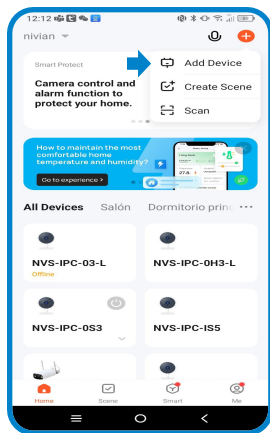 12:12
nivian
Add Device
Create Scene
Scan
Smart Protect
Camera control and
alarm function to
protect your home.
How to maintain the most
comfortable home
temperature and humidity?
Go to experience >
All Devices Salón Dormitorio princ ...
NVS-IPC-03-L
Offline
NVS-IPC-0H3-L
NVS-IPC-0S3
NVS-IPC-IS5
Home Scene Smart Me